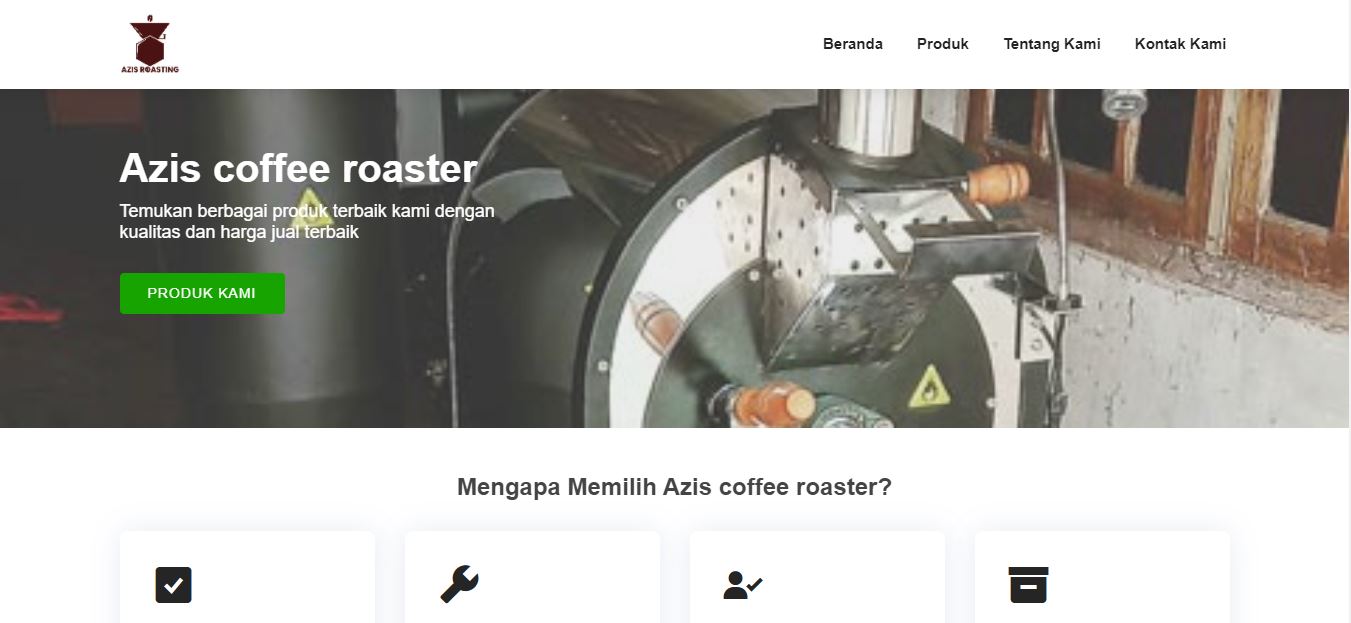 AZIS ROASTING
Beranda
Produk
Tentang Kami
Kontak Kami
Azis coffee roaster
Temukan berbagai produk terbaik kami dengan
kualitas dan harga jual terbaik
PRODUK KAMI
Mengapa Memilih Azis coffee roaster?